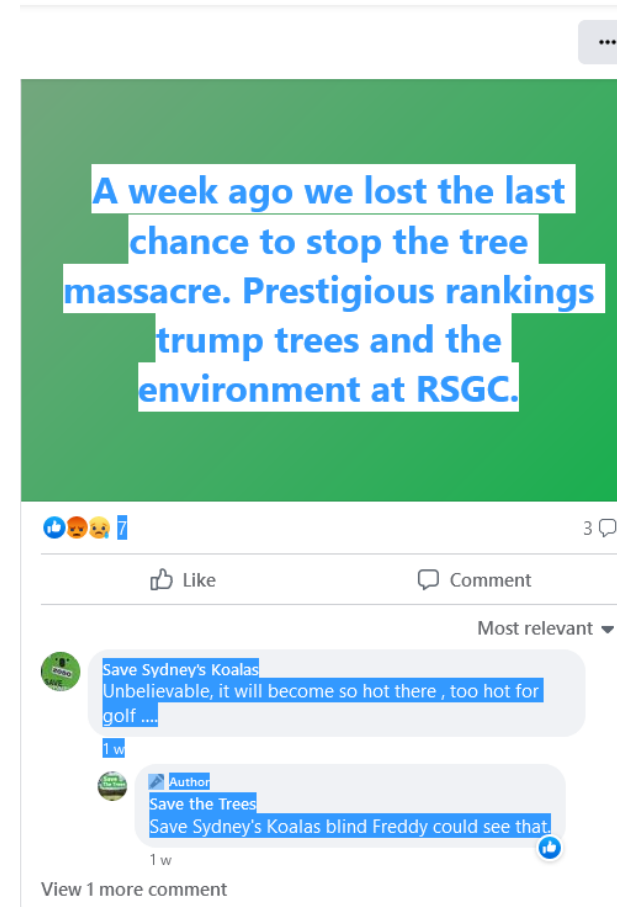 A week ago we lost the last
chance to stop the tree
massacre. Prestigious rankings
trump trees and the
environment at RSGC.
7
3
Like
Comment
Most relevant
Save Sydney's Koalas
Unbelievable, it will become so hot there , too hot for
golf ....
1 w
Author
Save the Trees
Save Sydney's Koalas blind Freddy could see that.
1 w
View 1 more comment